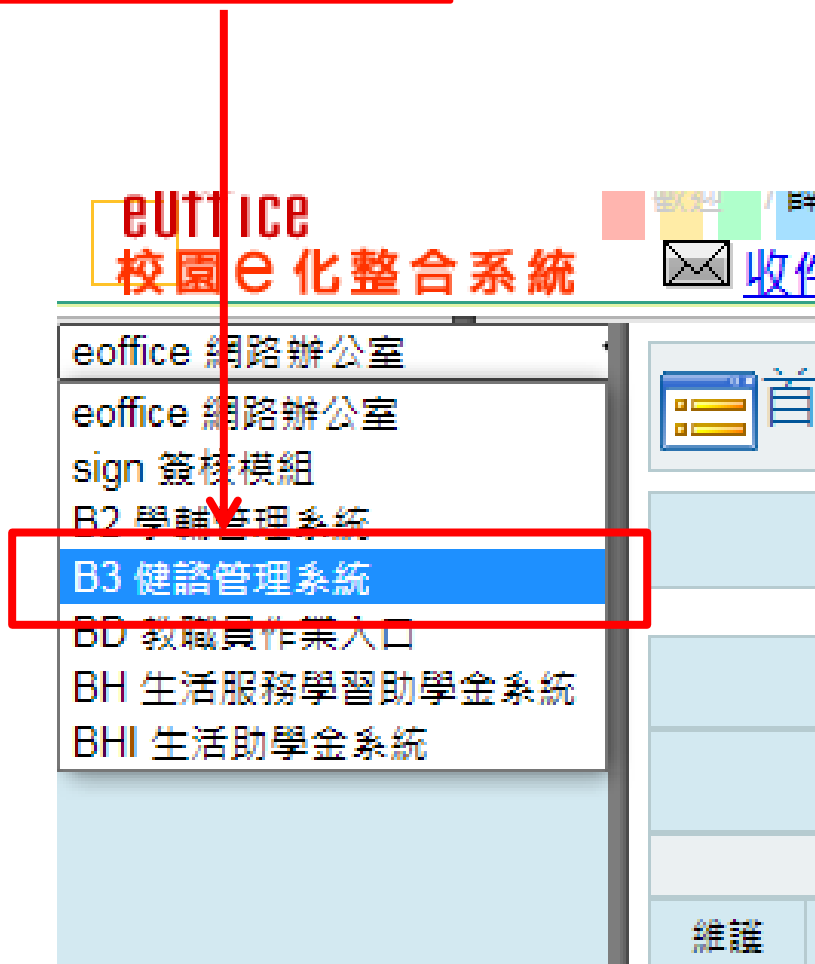 eOffice
校園e化整合系統
歡迎
收件
eoffice 網路辦公室
eoffice 網路辦公室
sign 簽核模組
B2 學輔管理系統
B3 健諮管理系統
BD 教職員作業入口
BH 生活服務學習助學金系統
BHI 生活助學金系統
首
維護